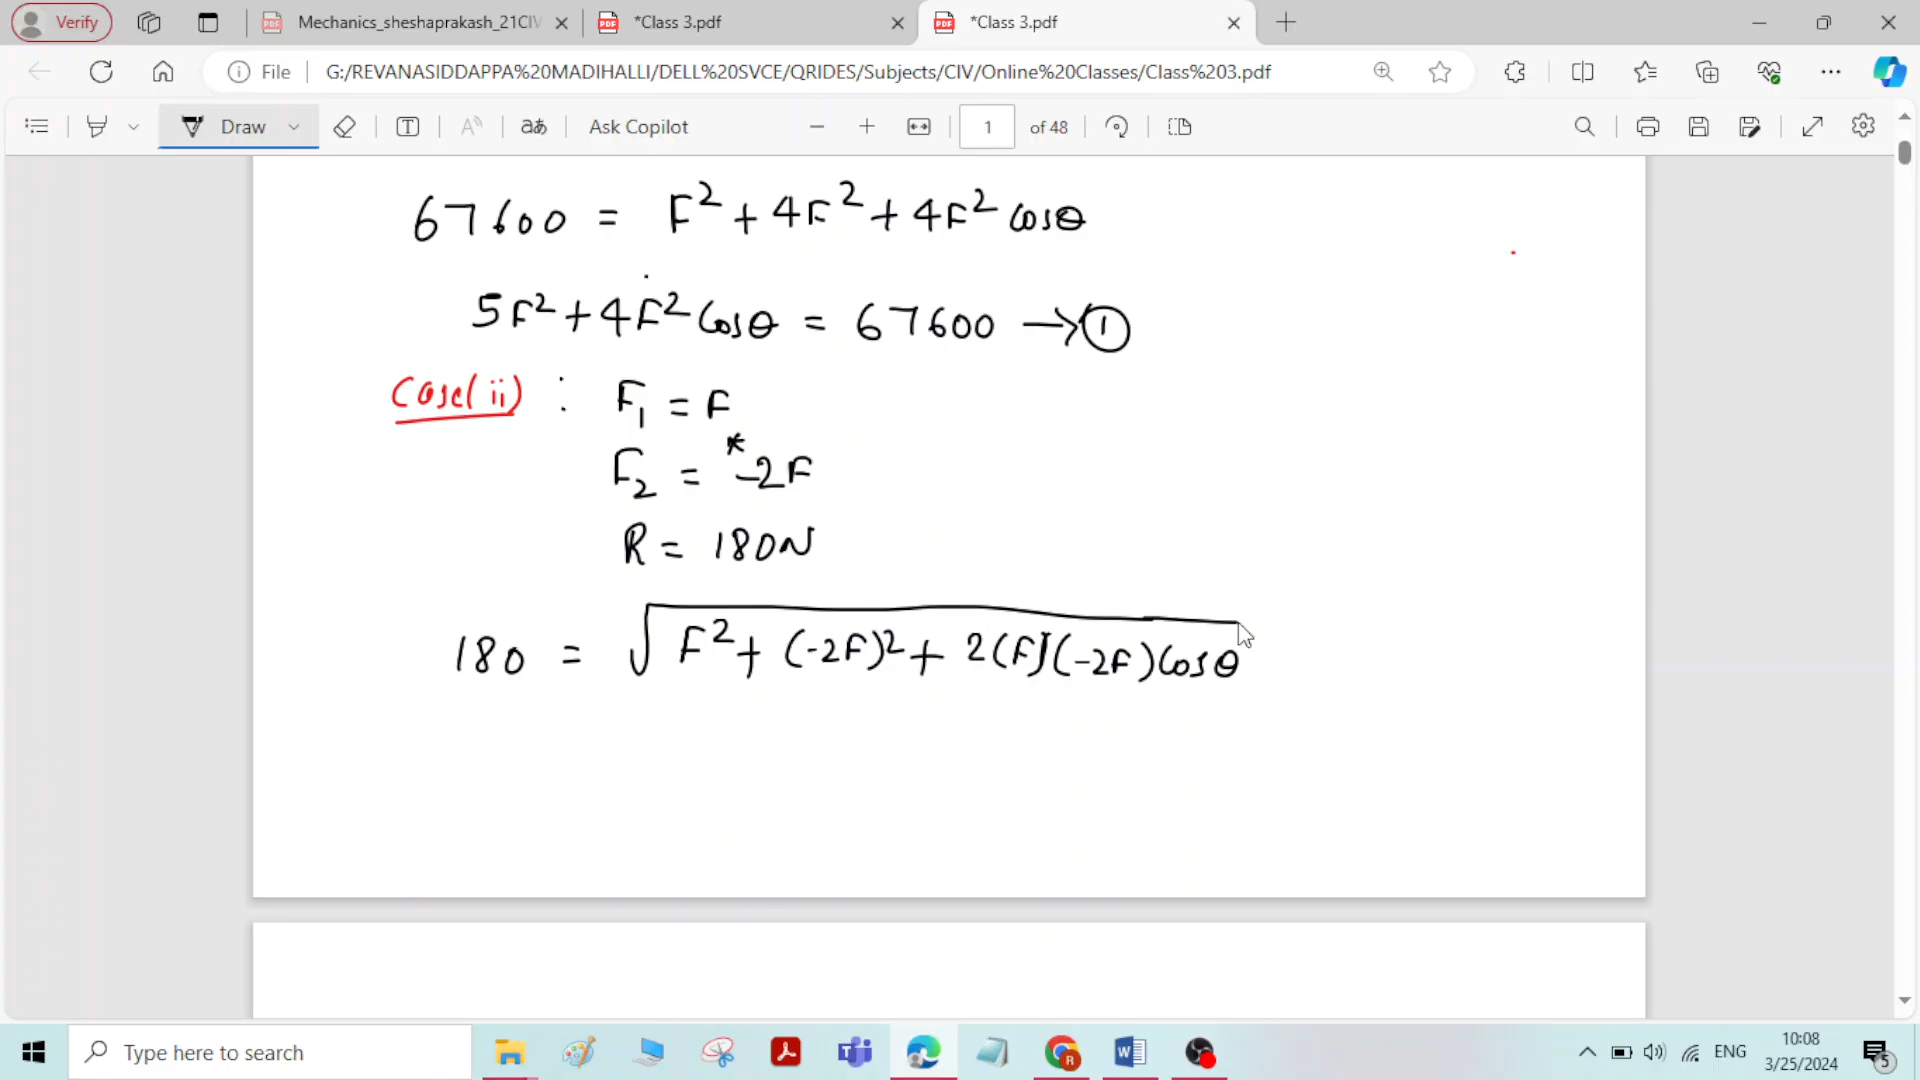 Verify
Mechanics_sheshaprakash_21CIV
*Class 3.pdf
*Class 3.pdf
File
G:/REVANASIDDAPPA%20MADIHALLI/DELL%20SVCE/QRIDES/Subjects/CIV/Online%20Classes/Class%203.pdf
Draw
Ask Copilot
1 of 48
67600 = F² + 4F² + 4F² cosθ
5F² + 4F² Cosθ = 67600 → ①
Case(ii) : F₁ = F
F₂ = *-2F
R = 180N
180 = √F² + (-2F)² + 2(F)(-2F)Cosθ
Type here to search
ENG
10:08
3/25/2024
5